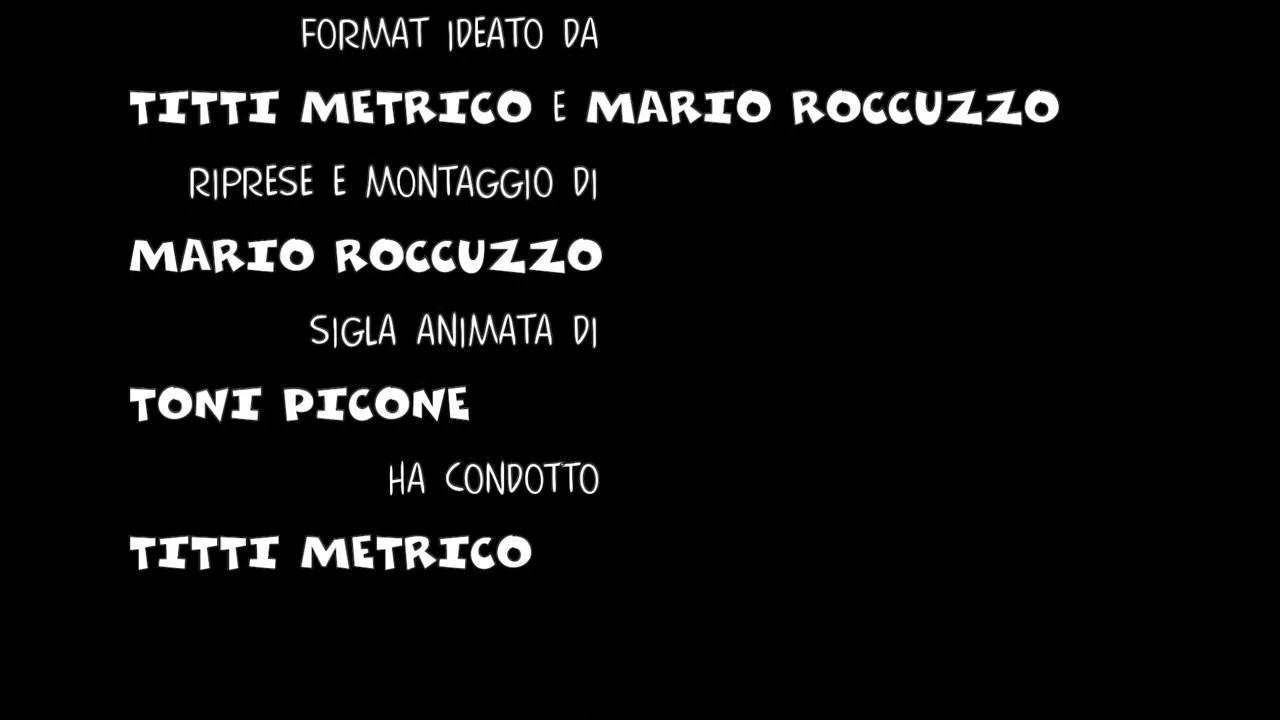 FORMAT IDEATO DA
TITTI METRICO E MARIO ROCCUZZO
RIPRESE E MONTAGGIO DI
MARIO ROCCUZZO
SIGLA ANIMATA DI
TONI PICONE
HA CONDOTTO
TITTI METRICO